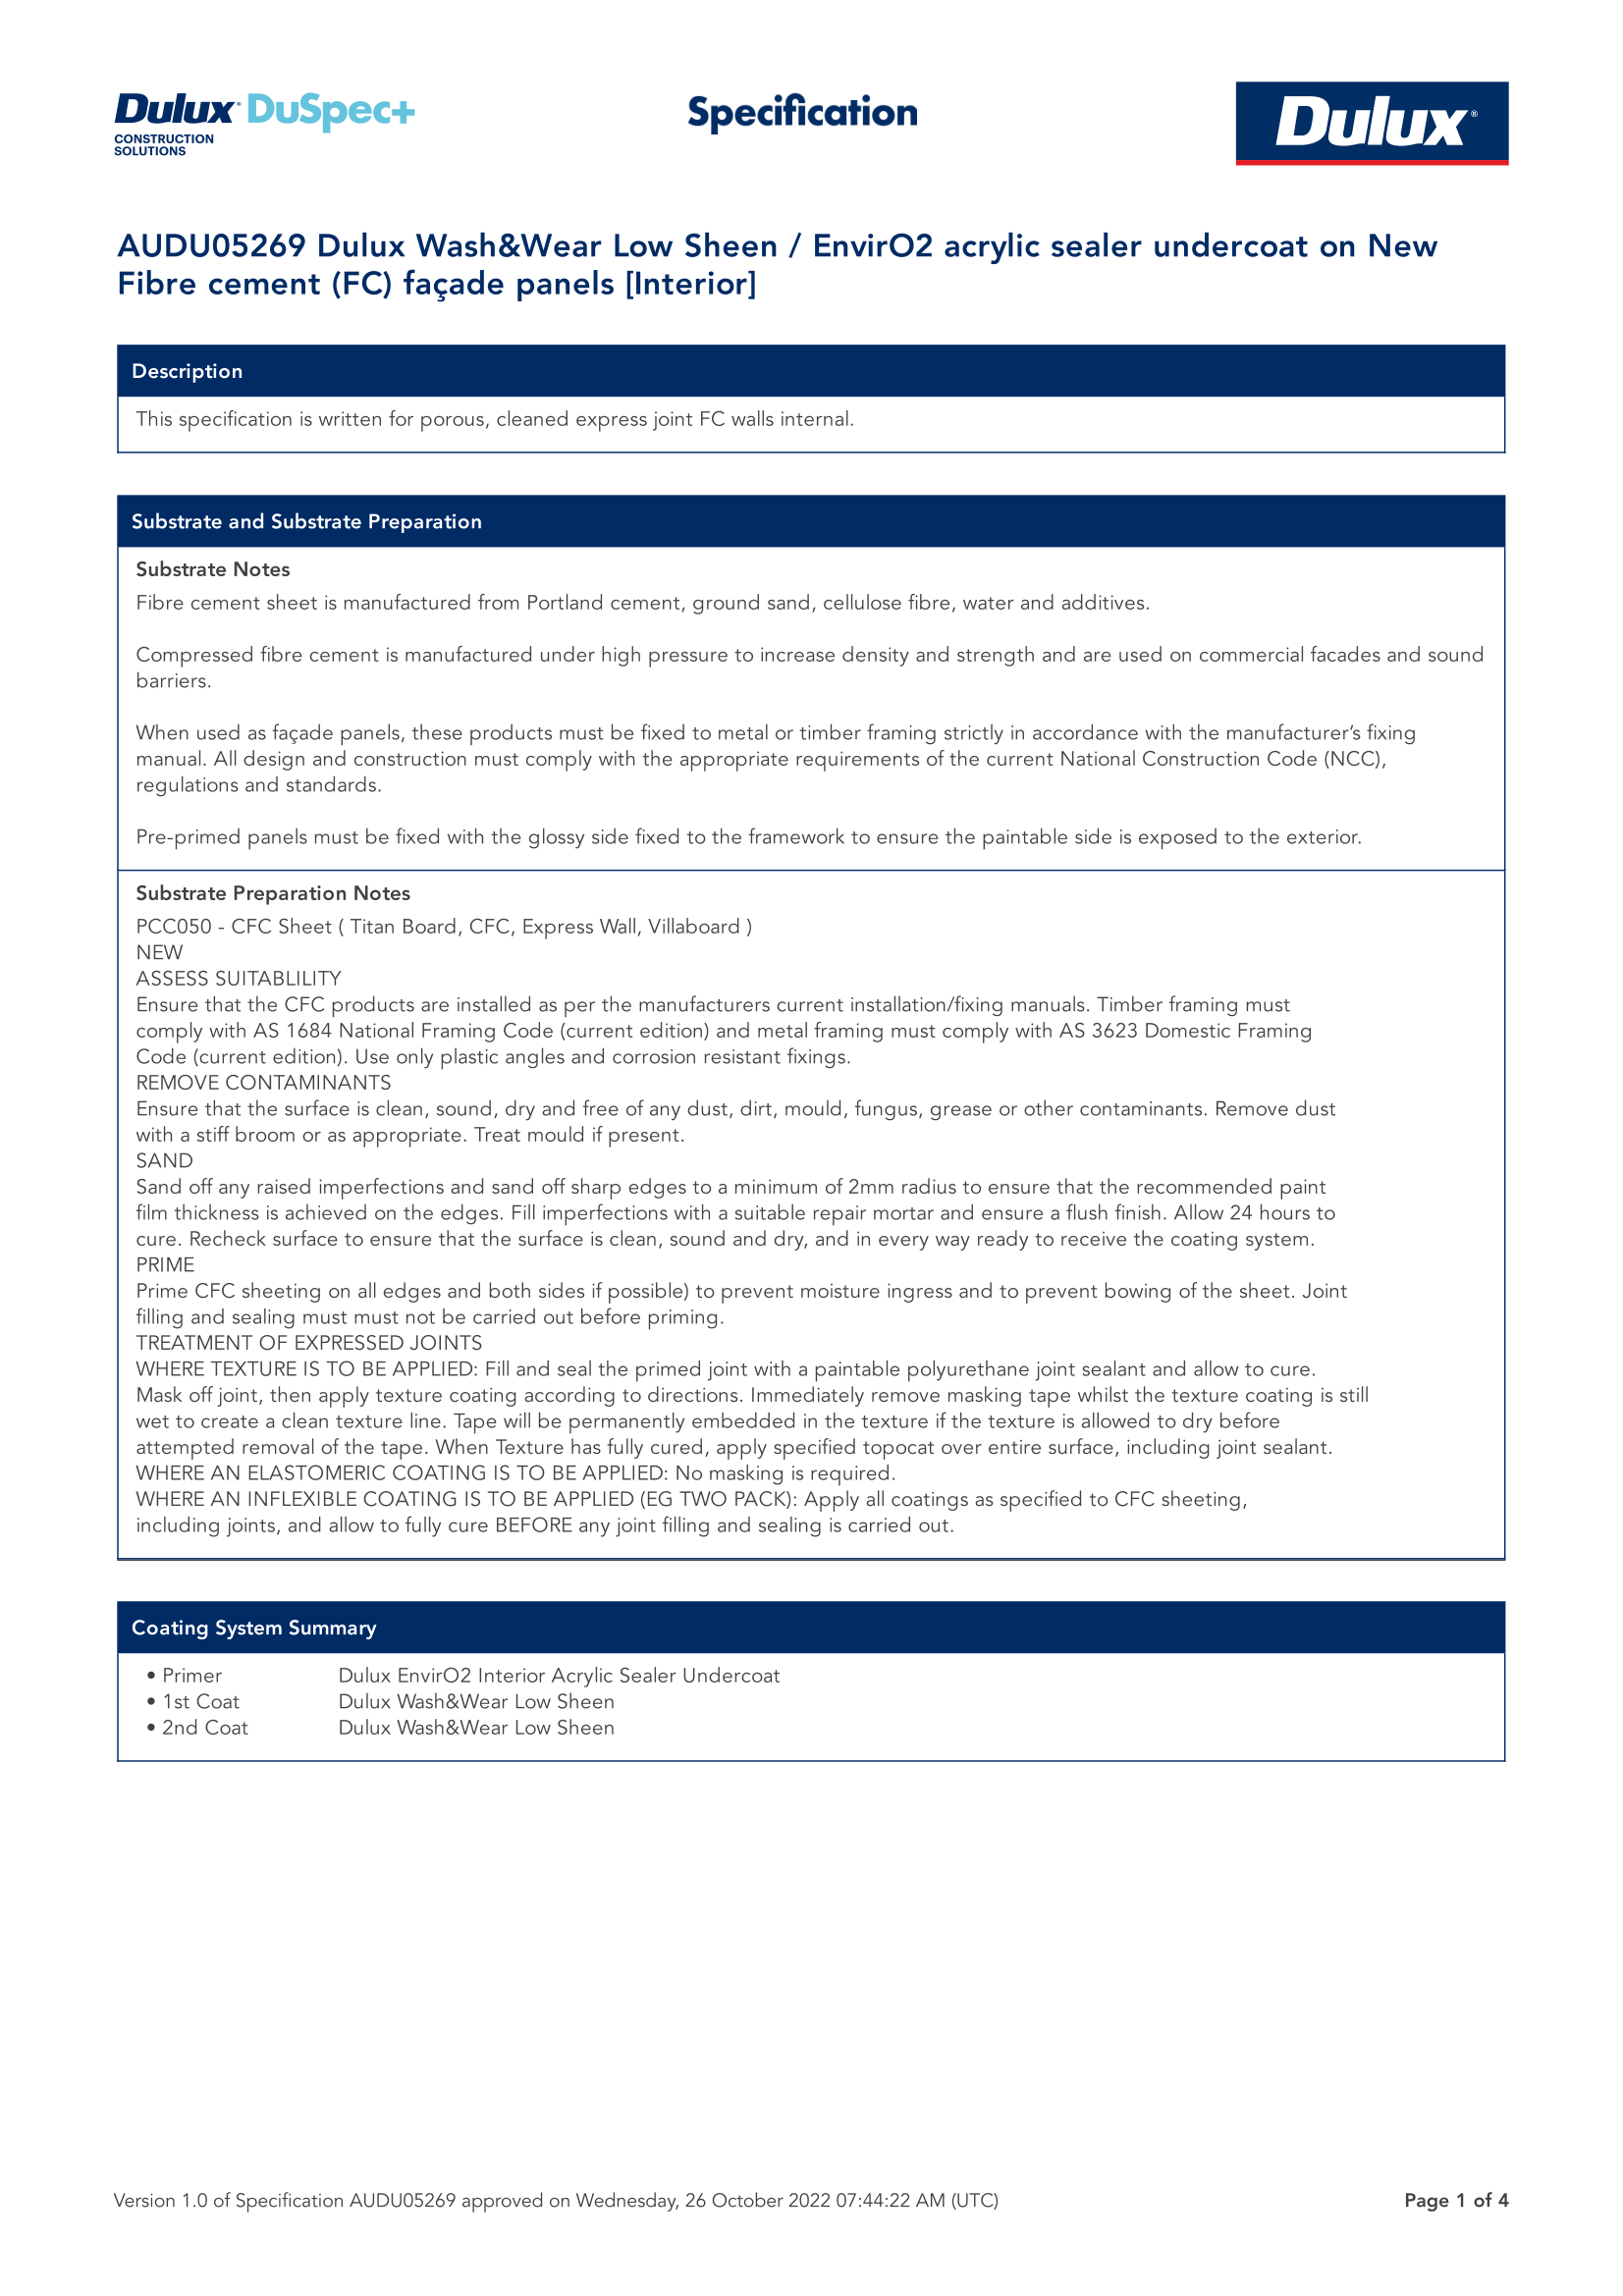 Dulux® DuSpec+
CONSTRUCTION
SOLUTIONS
Specification
Dulux®
AUDU05269 Dulux Wash&Wear Low Sheen / EnvirO2 acrylic sealer undercoat on New
Fibre cement (FC) façade panels [Interior]
Description
This specification is written for porous, cleaned express joint FC walls internal.
Substrate and Substrate Preparation
Substrate Notes
Fibre cement sheet is manufactured from Portland cement, ground sand, cellulose fibre, water and additives.
Compressed fibre cement is manufactured under high pressure to increase density and strength and are used on commercial facades and sound
barriers.
When used as façade panels, these products must be fixed to metal or timber framing strictly in accordance with the manufacturer’s fixing
manual. All design and construction must comply with the appropriate requirements of the current National Construction Code (NCC),
regulations and standards.
Pre-primed panels must be fixed with the glossy side fixed to the framework to ensure the paintable side is exposed to the exterior.
Substrate Preparation Notes
PCC050 - CFC Sheet ( Titan Board, CFC, Express Wall, Villaboard )
NEW
ASSESS SUITABLILITY
Ensure that the CFC products are installed as per the manufacturers current installation/fixing manuals. Timber framing must
comply with AS 1684 National Framing Code (current edition) and metal framing must comply with AS 3623 Domestic Framing
Code (current edition). Use only plastic angles and corrosion resistant fixings.
REMOVE CONTAMINANTS
Ensure that the surface is clean, sound, dry and free of any dust, dirt, mould, fungus, grease or other contaminants. Remove dust
with a stiff broom or as appropriate. Treat mould if present.
SAND
Sand off any raised imperfections and sand off sharp edges to a minimum of 2mm radius to ensure that the recommended paint
film thickness is achieved on the edges. Fill imperfections with a suitable repair mortar and ensure a flush finish. Allow 24 hours to
cure. Recheck surface to ensure that the surface is clean, sound and dry, and in every way ready to receive the coating system.
PRIME
Prime CFC sheeting on all edges and both sides if possible) to prevent moisture ingress and to prevent bowing of the sheet. Joint
filling and sealing must must not be carried out before priming.
TREATMENT OF EXPRESSED JOINTS
WHERE TEXTURE IS TO BE APPLIED: Fill and seal the primed joint with a paintable polyurethane joint sealant and allow to cure.
Mask off joint, then apply texture coating according to directions. Immediately remove masking tape whilst the texture coating is still
wet to create a clean texture line. Tape will be permanently embedded in the texture if the texture is allowed to dry before
attempted removal of the tape. When Texture has fully cured, apply specified topcat over entire surface, including joint sealant.
WHERE AN ELASTOMERIC COATING IS TO BE APPLIED: No masking is required.
WHERE AN INFLEXIBLE COATING IS TO BE APPLIED (EG TWO PACK): Apply all coatings as specified to CFC sheeting,
including joints, and allow to fully cure BEFORE any joint filling and sealing is carried out.
Coating System Summary
• Primer Dulux EnvirO2 Interior Acrylic Sealer Undercoat
• 1st Coat Dulux Wash&Wear Low Sheen
• 2nd Coat Dulux Wash&Wear Low Sheen
Version 1.0 of Specification AUDU05269 approved on Wednesday, 26 October 2022 07:44:22 AM (UTC)
Page 1 of 4